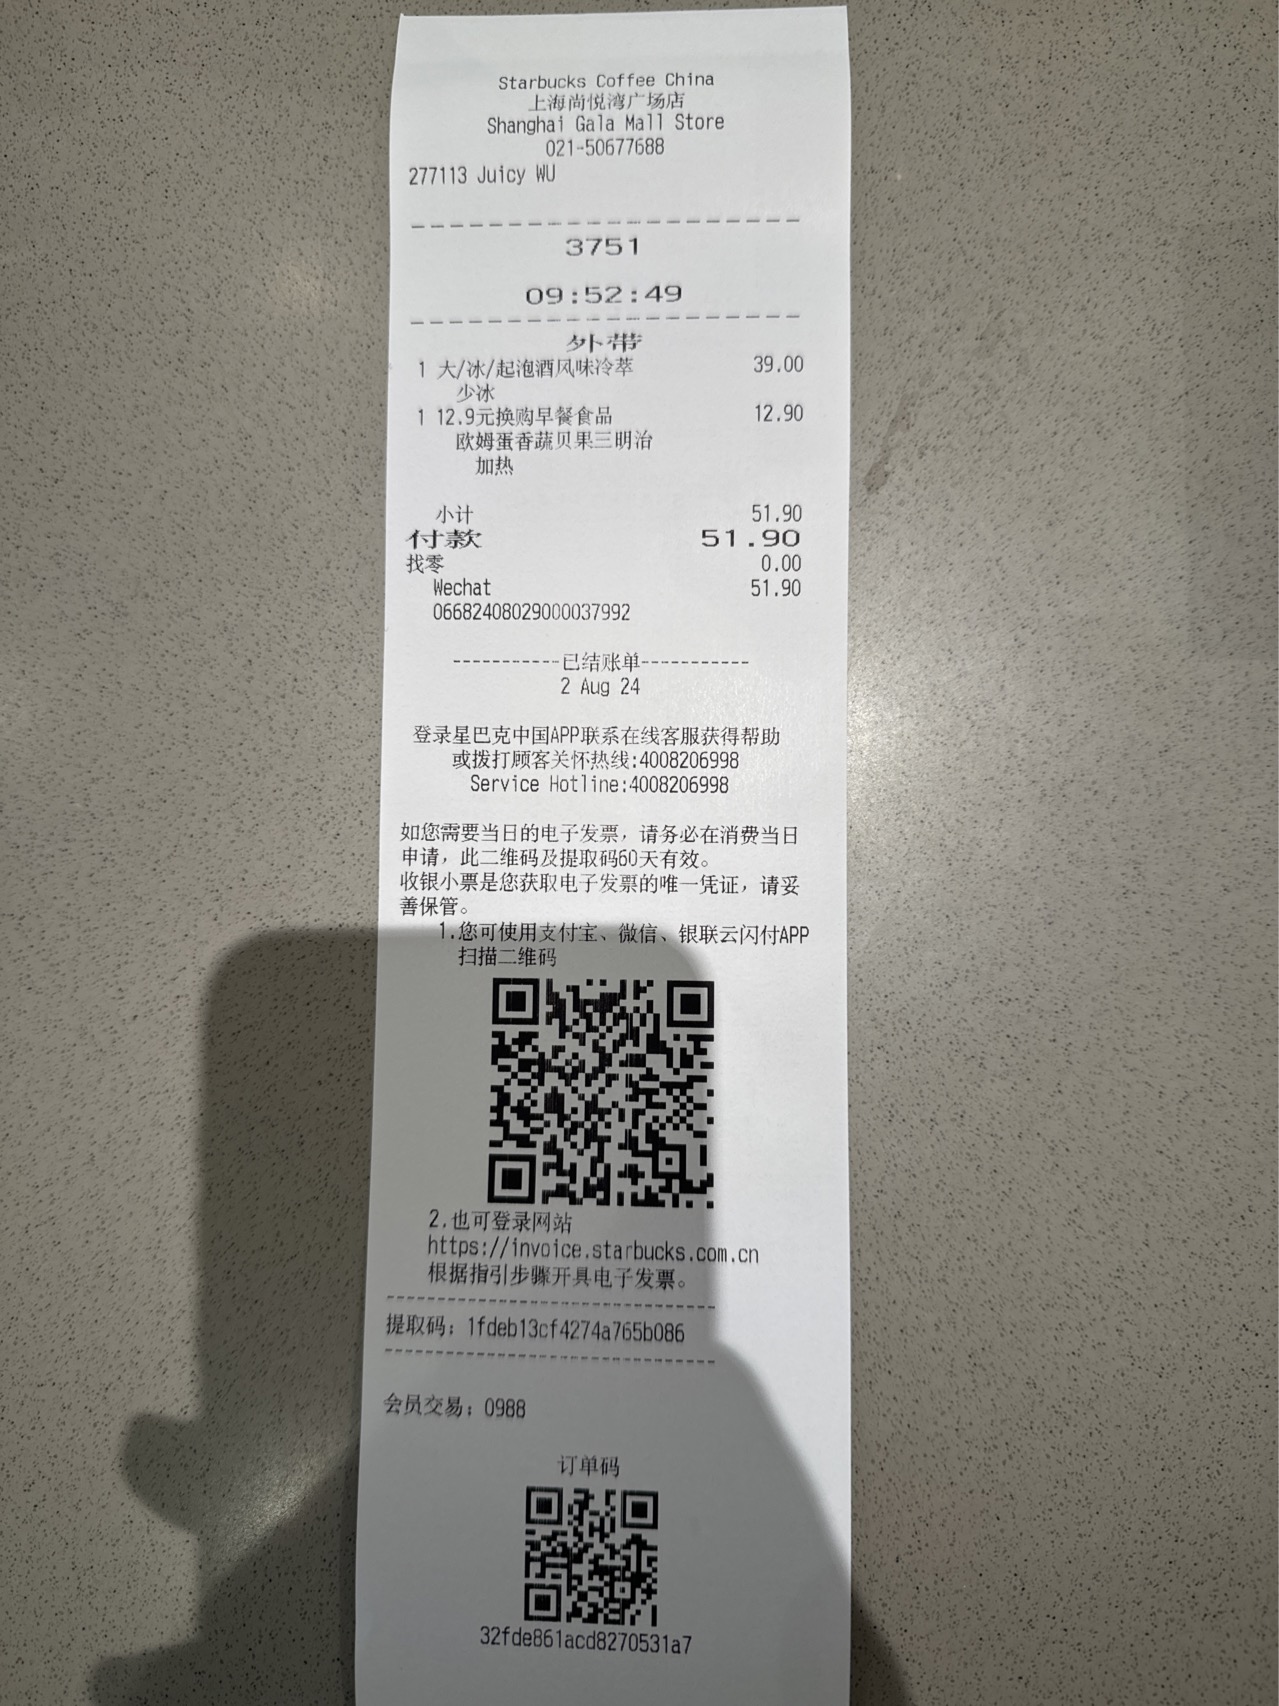 Starbucks Coffee China
上海尚悦湾广场店
Shanghai Gala Mall Store
021-50677688
277113 Juicy WU
3751
09:52:49
外带
1 大/冰/起泡酒风味冷萃 39.00
少冰
1 12.9元换购早餐食品 12.90
欧姆蛋香蔬贝果三明治
加热
小计 51.90
付款 51.90
找零 0.00
Wechat 51.90
06682408029000037992
-----------已结账单-----------
2 Aug 24
登录星巴克中国APP联系在线客服获得帮助
或拨打顾客关怀热线:4008206998
Service Hotline:4008206998
如您需要当日的电子发票，请务必在消费当日
申请，此二维码及提取码60天有效。
收银小票是您获取电子发票的唯一凭证，请妥
善保管。
1.您可使用支付宝、微信、银联云闪付APP
扫描二维码
2.也可登录网站
https://invoice.starbucks.com.cn
根据指引步骤开具电子发票。
提取码：1fdeb13cf4274a765b086
会员交易：0988
订单码
32fde861acd8270531a7